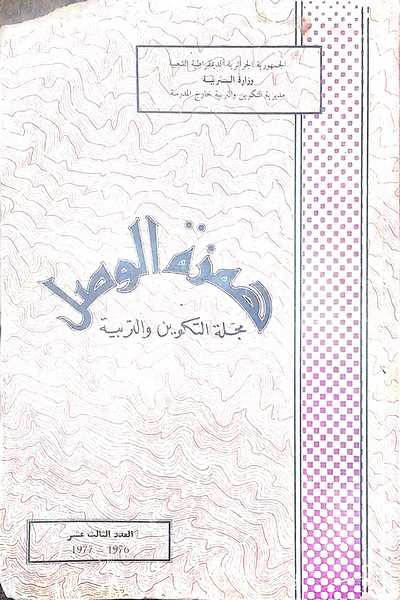 الجمهورية الجزائرية الديمقراطية الشعبية
وزارة التربية
مديرية التكوين والتربية خارج المدرسة
همزة الوصل
مجلة التكوين والتربية
العدد الثالث عشر
1976 - 1977